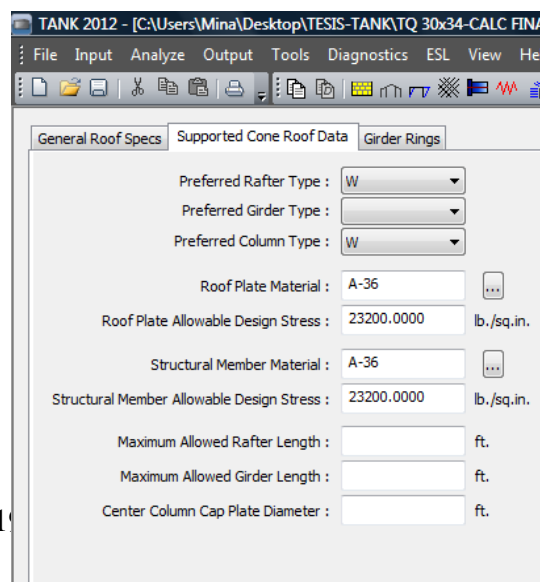 TANK 2012 - [C:\Users\Mina\Desktop\TESIS-TANK\TQ 30x34-CALC FINA
File Input Analyze Output Tools Diagnostics ESL View He
General Roof Specs Supported Cone Roof Data Girder Rings
Preferred Rafter Type : W
Preferred Girder Type :
Preferred Column Type : W
Roof Plate Material : A-36 ...
Roof Plate Allowable Design Stress : 23200.0000 lb./sq.in.
Structural Member Material : A-36 ...
Structural Member Allowable Design Stress : 23200.0000 lb./sq.in.
Maximum Allowed Rafter Length : ft.
Maximum Allowed Girder Length : ft.
Center Column Cap Plate Diameter : ft.